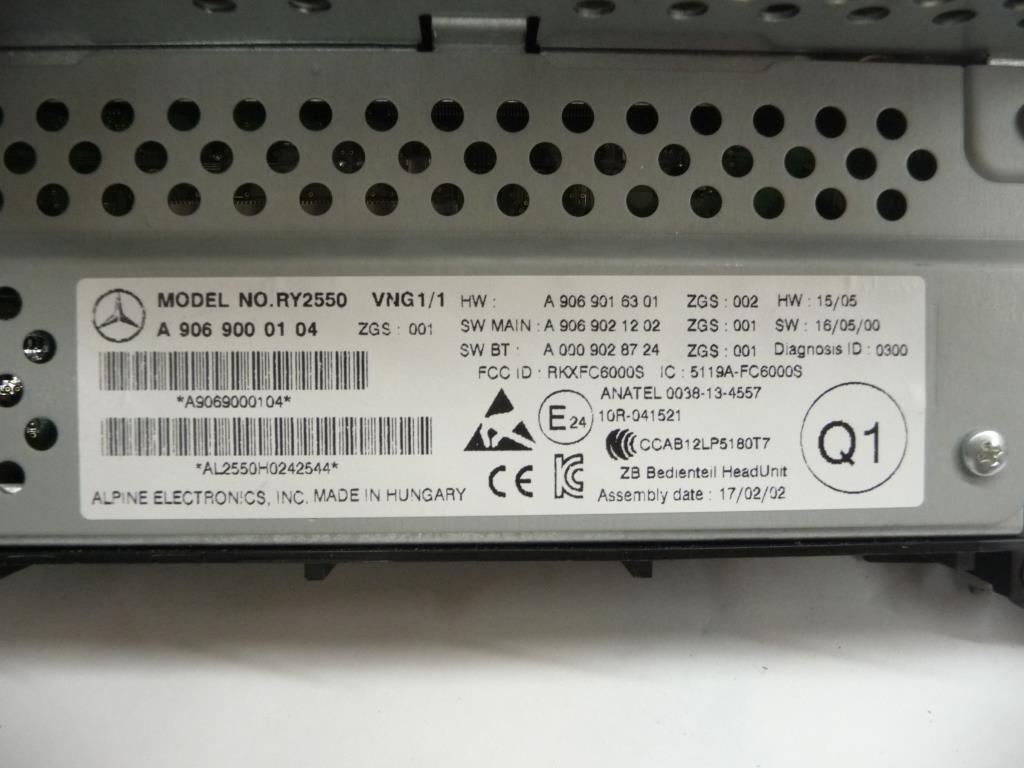 MODEL NO.RY2550 VNG1/1
A 906 900 01 04 ZGS : 001
*A9069000104*
*AL2550H0242544*
ALPINE ELECTRONICS, INC. MADE IN HUNGARY
HW : A 906 901 63 01 ZGS : 002 HW : 15/05
SW MAIN : A 906 902 12 02 ZGS : 001 SW : 16/05/00
SW BT : A 000 902 87 24 ZGS : 001 Diagnosis ID : 0300
FCC ID : RKXFC6000S IC : 5119A-FC6000S
ANATEL 0038-13-4557
E24 10R-041521
CCAB12LP5180T7
CE
ZB Bedienteil HeadUnit
Assembly date : 17/02/02
Q1